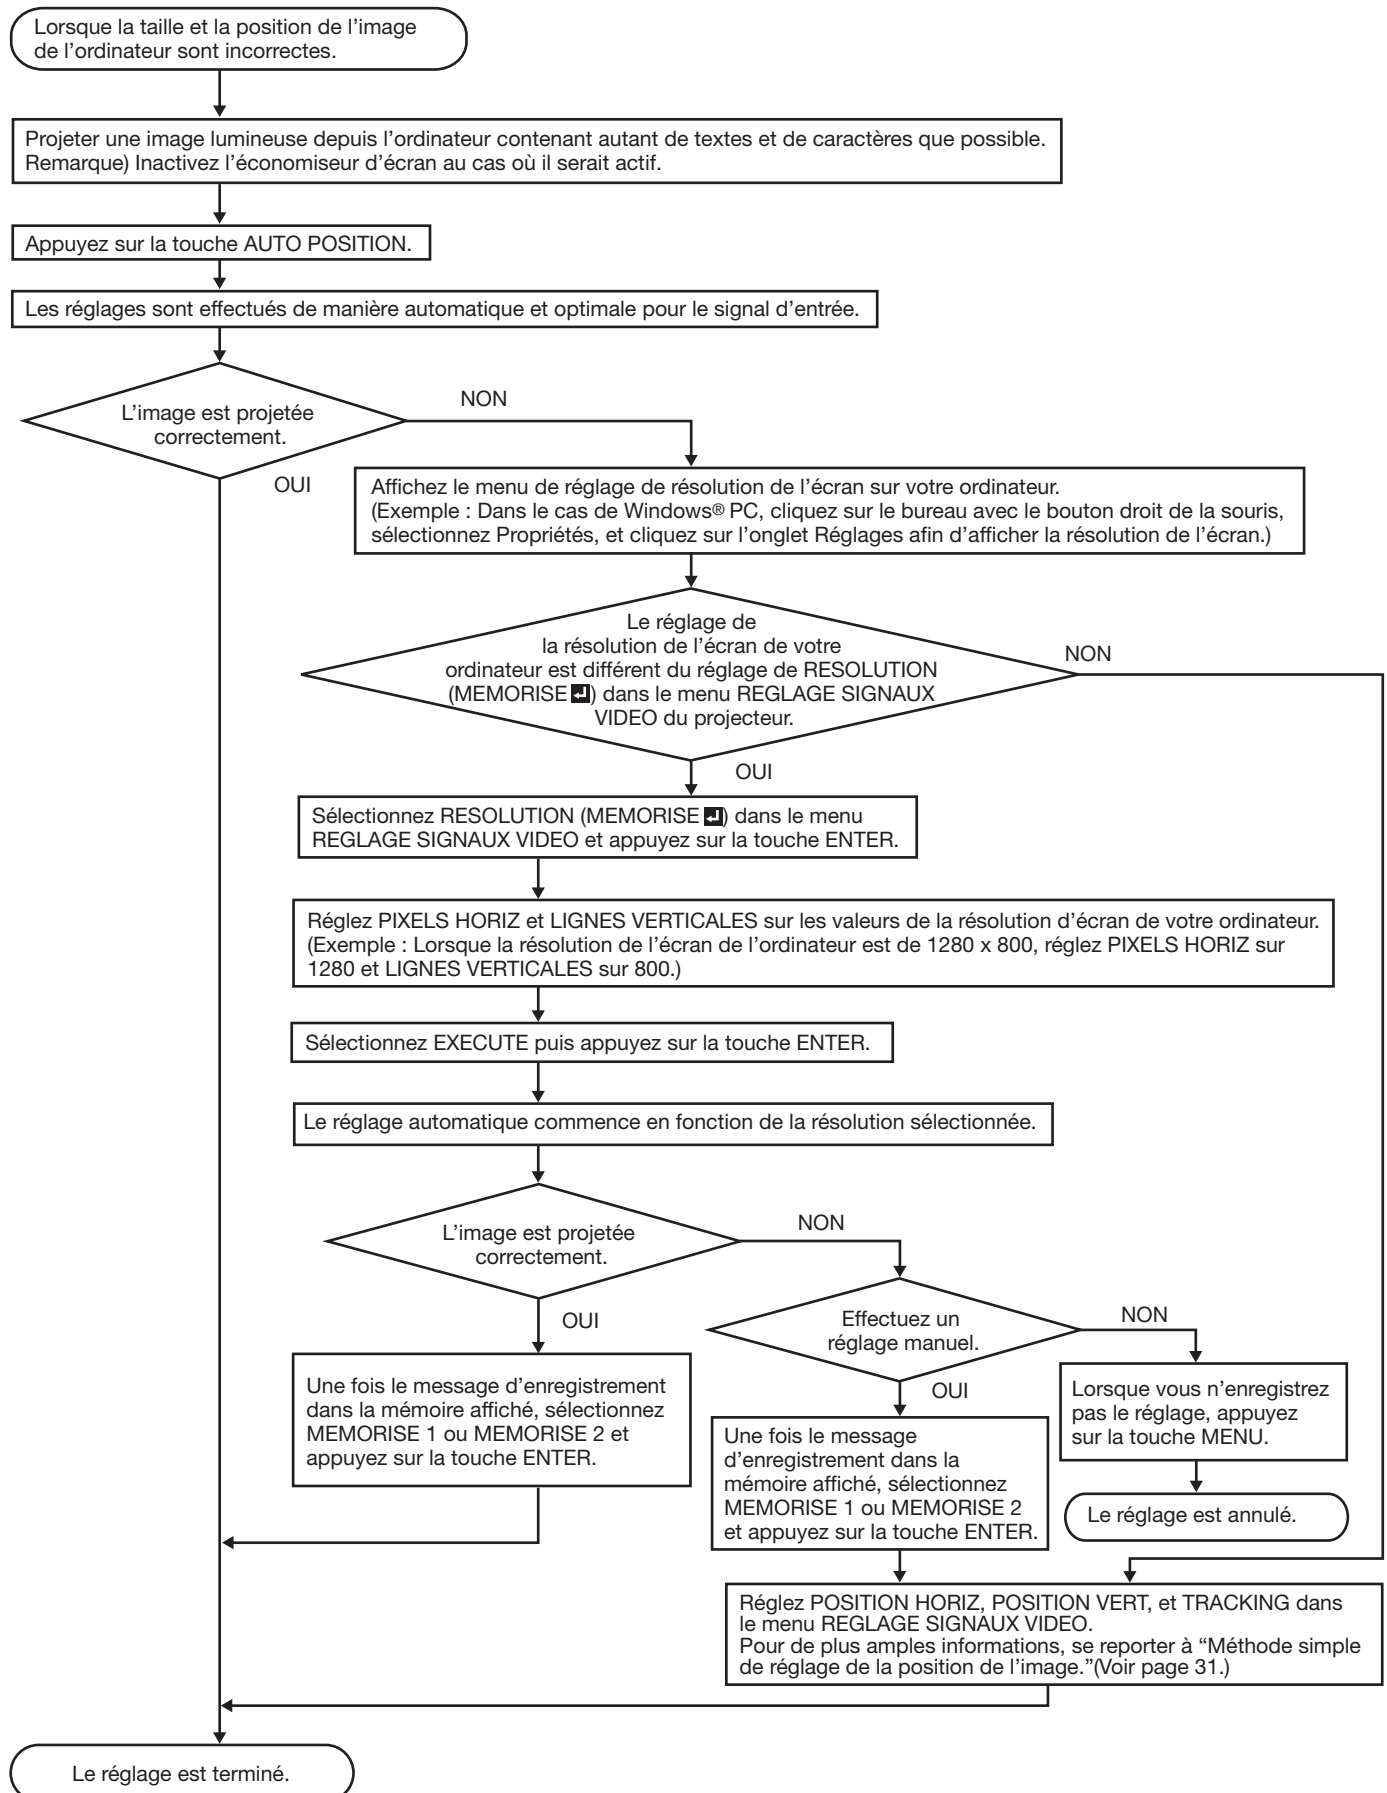 Lorsque la taille et la position de l'image
de l'ordinateur sont incorrectes.
Projeter une image lumineuse depuis l'ordinateur contenant autant de textes et de caractères que possible.
Remarque) Inactivez l'économiseur d'écran au cas où il serait actif.
Appuyez sur la touche AUTO POSITION.
Les réglages sont effectués de manière automatique et optimale pour le signal d'entrée.
L'image est projetée
correctement.
NON
OUI
Affichez le menu de réglage de résolution de l'écran sur votre ordinateur.
(Exemple : Dans le cas de Windows® PC, cliquez sur le bureau avec le bouton droit de la souris,
sélectionnez Propriétés, et cliquez sur l'onglet Réglages afin d'afficher la résolution de l'écran.)
Le réglage de
la résolution de l'écran de votre
ordinateur est différent du réglage de RESOLUTION
(MEMORISE ↵) dans le menu REGLAGE SIGNAUX
VIDEO du projecteur.
NON
OUI
Sélectionnez RESOLUTION (MEMORISE ↵) dans le menu
REGLAGE SIGNAUX VIDEO et appuyez sur la touche ENTER.
Réglez PIXELS HORIZ et LIGNES VERTICALES sur les valeurs de la résolution d'écran de votre ordinateur.
(Exemple : Lorsque la résolution de l'écran de l'ordinateur est de 1280 x 800, réglez PIXELS HORIZ sur
1280 et LIGNES VERTICALES sur 800.)
Sélectionnez EXECUTE puis appuyez sur la touche ENTER.
Le réglage automatique commence en fonction de la résolution sélectionnée.
L'image est projetée
correctement.
NON
OUI
Effectuez un
réglage manuel.
NON
OUI
Une fois le message d'enregistrement
dans la mémoire affiché, sélectionnez
MEMORISE 1 ou MEMORISE 2 et
appuyez sur la touche ENTER.
Une fois le message
d'enregistrement dans la
mémoire affiché, sélectionnez
MEMORISE 1 ou MEMORISE 2
et appuyez sur la touche ENTER.
Lorsque vous n'enregistrez
pas le réglage, appuyez
sur la touche MENU.
Le réglage est annulé.
Réglez POSITION HORIZ, POSITION VERT, et TRACKING dans
le menu REGLAGE SIGNAUX VIDEO.
Pour de plus amples informations, se reporter à “Méthode simple
de réglage de la position de l'image.”(Voir page 31.)
Le réglage est terminé.